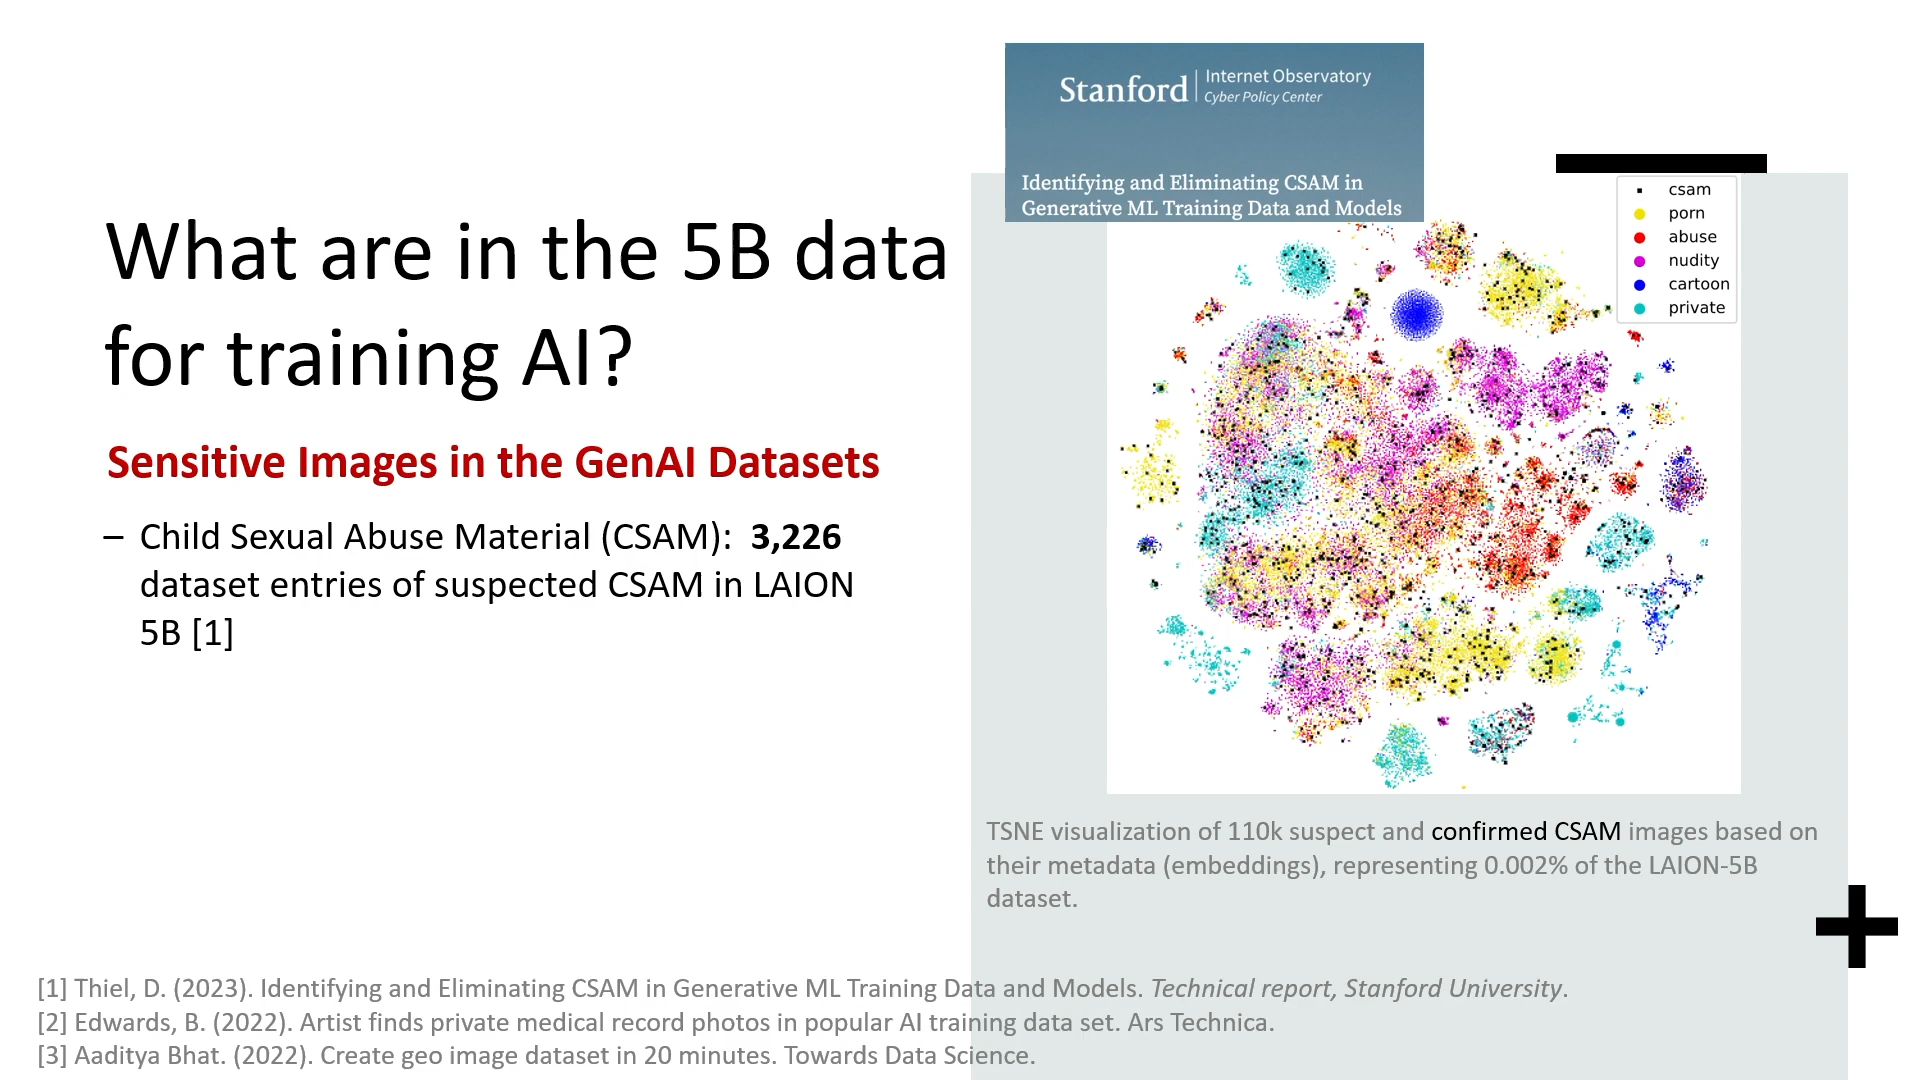 Stanford | Internet Observatory
Cyber Policy Center
Identifying and Eliminating CSAM in
Generative ML Training Data and Models
What are in the 5B data
for training AI?
Sensitive Images in the GenAI Datasets
– Child Sexual Abuse Material (CSAM): 3,226
dataset entries of suspected CSAM in LAION
5B [1]
csam
porn
abuse
nudity
cartoon
private
TSNE visualization of 110k suspect and confirmed CSAM images based on
their metadata (embeddings), representing 0.002% of the LAION-5B
dataset.
[1] Thiel, D. (2023). Identifying and Eliminating CSAM in Generative ML Training Data and Models. Technical report, Stanford University.
[2] Edwards, B. (2022). Artist finds private medical record photos in popular AI training data set. Ars Technica.
[3] Aaditya Bhat. (2022). Create geo image dataset in 20 minutes. Towards Data Science.